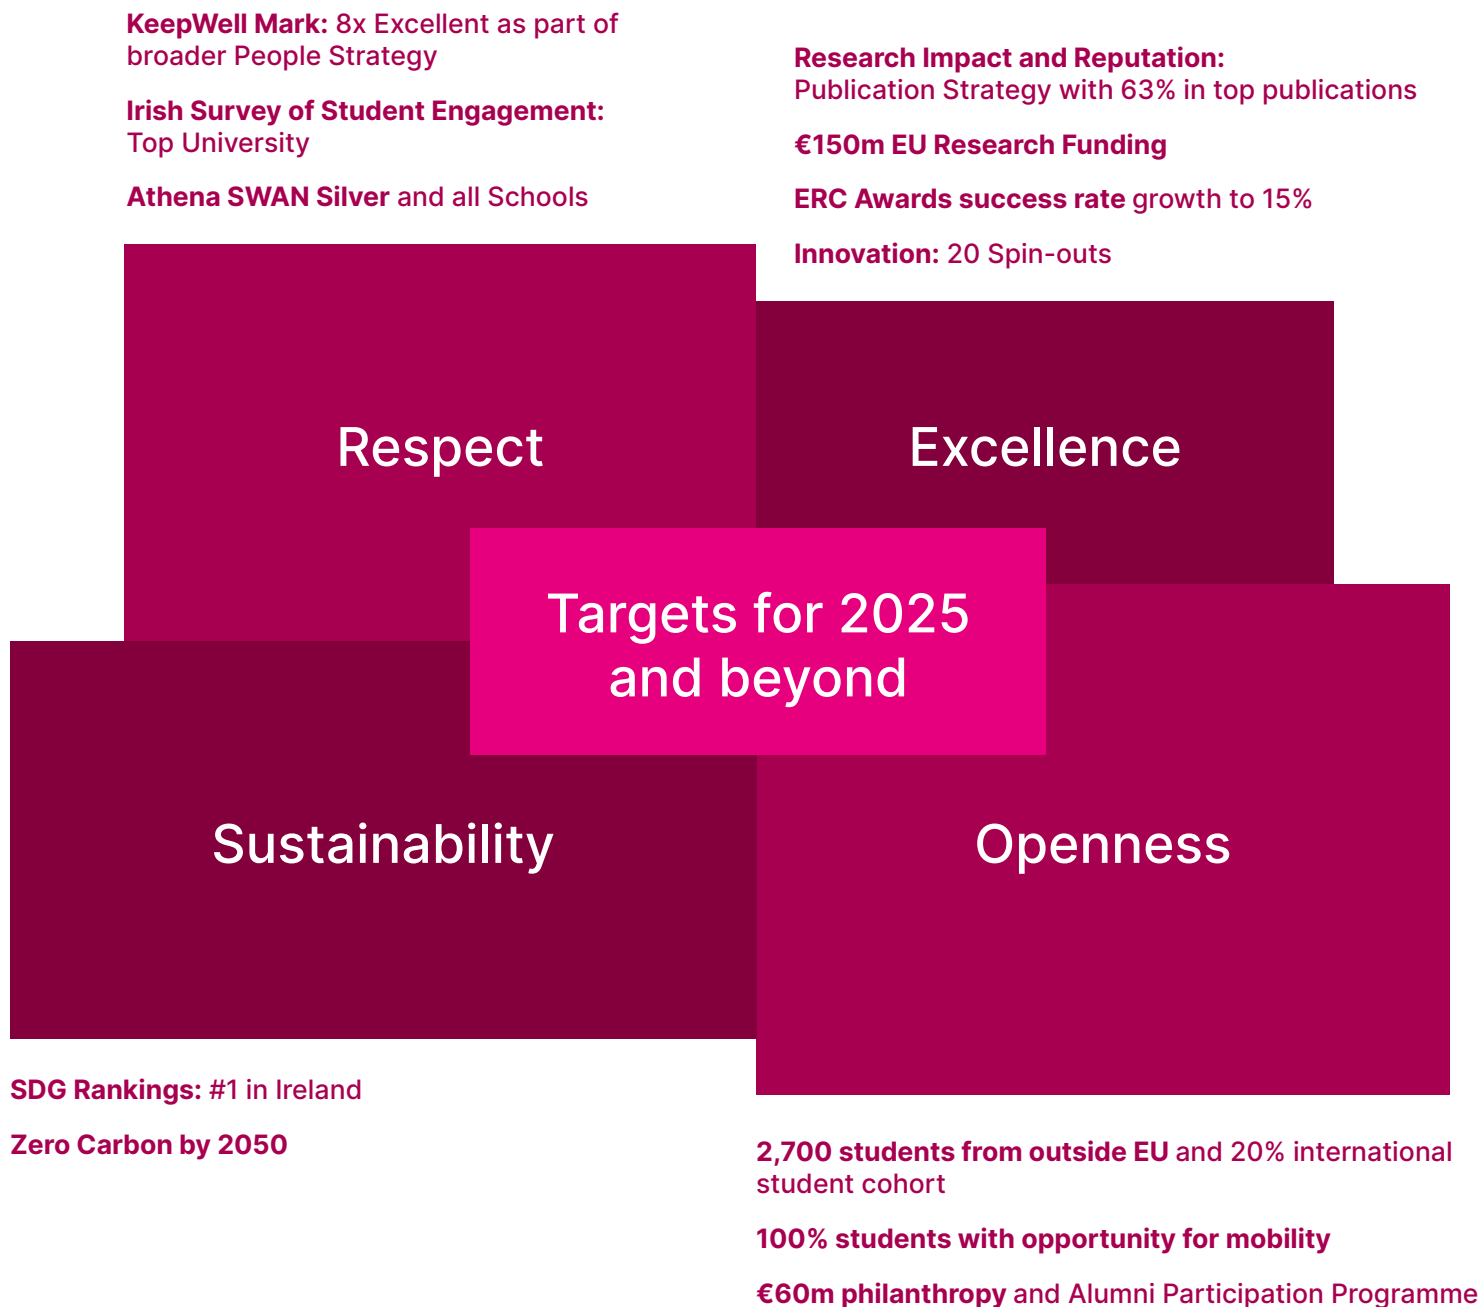 KeepWell Mark: 8x Excellent as part of
broader People Strategy
Irish Survey of Student Engagement:
Top University
Athena SWAN Silver and all Schools
Research Impact and Reputation:
Publication Strategy with 63% in top publications
€150m EU Research Funding
ERC Awards success rate growth to 15%
Innovation: 20 Spin-outs
Respect
Excellence
Targets for 2025
and beyond
Sustainability
Openness
SDG Rankings: #1 in Ireland
Zero Carbon by 2050
2,700 students from outside EU and 20% international
student cohort
100% students with opportunity for mobility
€60m philanthropy and Alumni Participation Programme